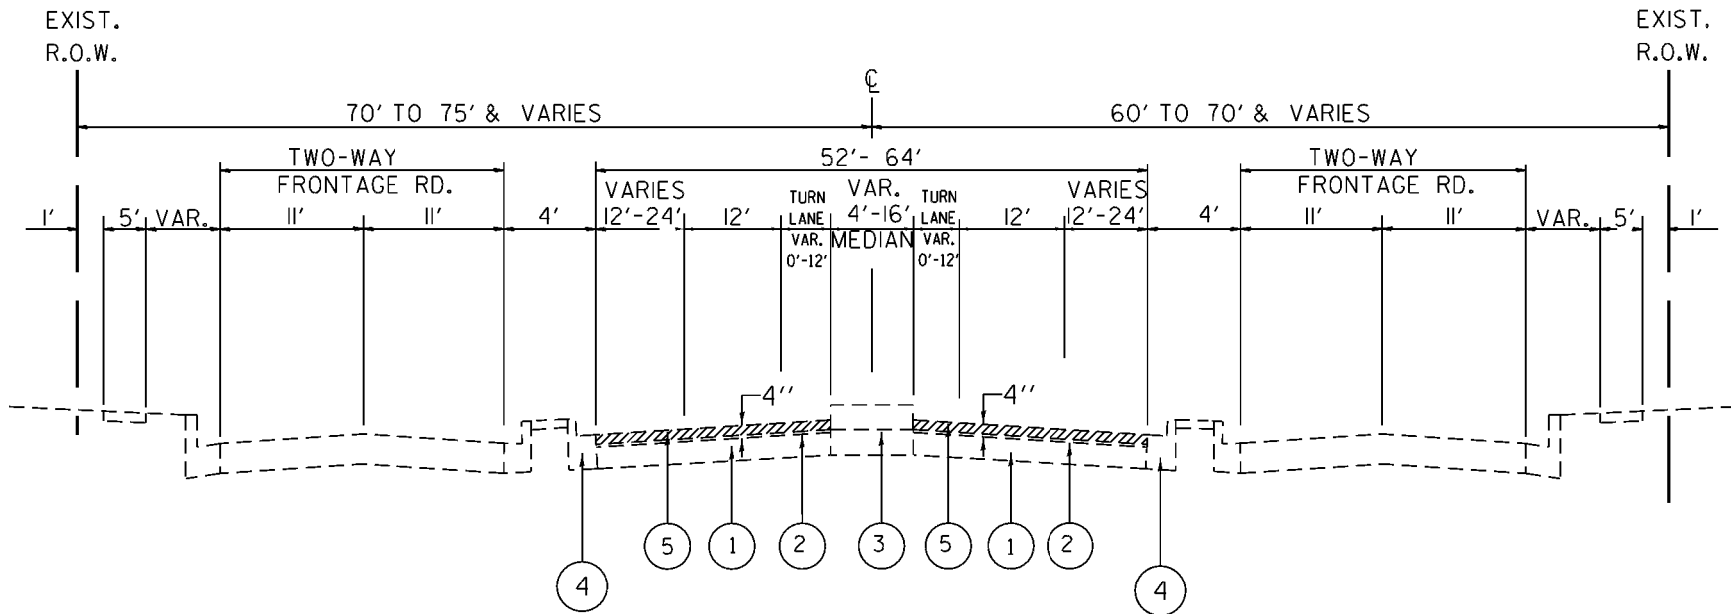 EXIST.
R.O.W.
EXIST.
R.O.W.
℄
70' TO 75' & VARIES
60' TO 70' & VARIES
TWO-WAY
FRONTAGE RD.
52'- 64'
TWO-WAY
FRONTAGE RD.
1'
5'
VAR.
11'
11'
4'
VARIES
12'-24'
12'
TURN
LANE
VAR.
0'-12'
VAR.
4'-16'
MEDIAN
TURN
LANE
VAR.
0'-12'
12'
VARIES
12'-24'
4'
11'
11'
VAR.
5'
1'
4''
4''
5
1
2
3
5
1
2
4
4